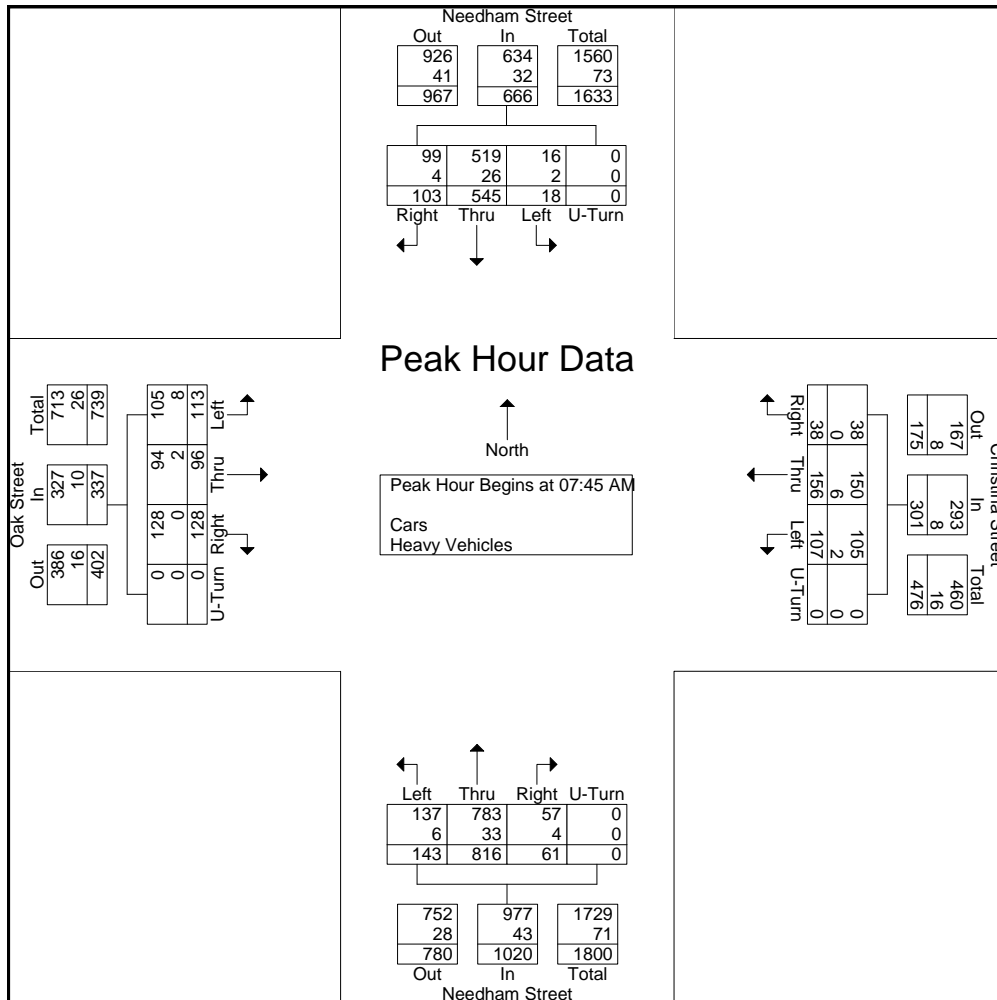 Needham Street
Out In Total
926 634 1560
41 32 73
967 666 1633
99 519 16 0
4 26 2 0
103 545 18 0
Right Thru Left U-Turn
Peak Hour Data
North
Peak Hour Begins at 07:45 AM
Cars
Heavy Vehicles
Oak Street
Out In Total
386 327 713
16 10 26
402 337 739
105 94 128 0
8 2 0 0
113 96 128 0
Left Thru Right U-Turn
Right Thru Left U-Turn
38 150 105 0
0 6 2 0
38 156 107 0
167 293 460
8 8 16
175 301 476
Out In Total
Christina Street
Left Thru Right U-Turn
137 783 57 0
6 33 4 0
143 816 61 0
752 977 1729
28 43 71
780 1020 1800
Out In Total
Needham Street